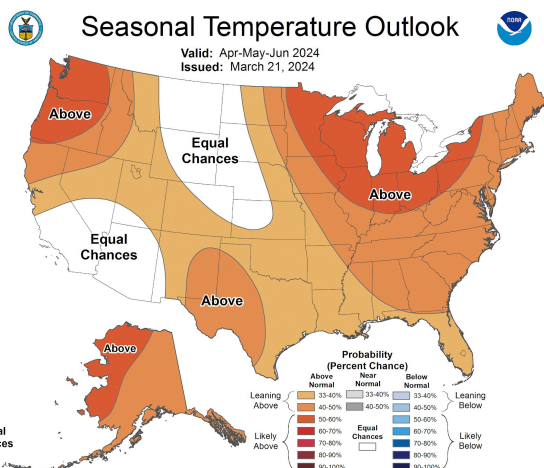 Seasonal Temperature Outlook
NOAA
Valid: Apr-May-Jun 2024
Issued: March 21, 2024
Above
Equal
Chances
Above
Equal
Chances
Above
Above
Probability
(Percent Chance)
Above
Normal
Near
Normal
Below
Normal
Leaning
Above
33-40%
40-50%
33-40%
40-50%
33-40%
40-50%
Leaning
Below
Likely
Above
50-60%
60-70%
70-80%
80-90%
90-100%
Equal
Chances
50-60%
60-70%
70-80%
80-90%
90-100%
Likely
Below
al
ces